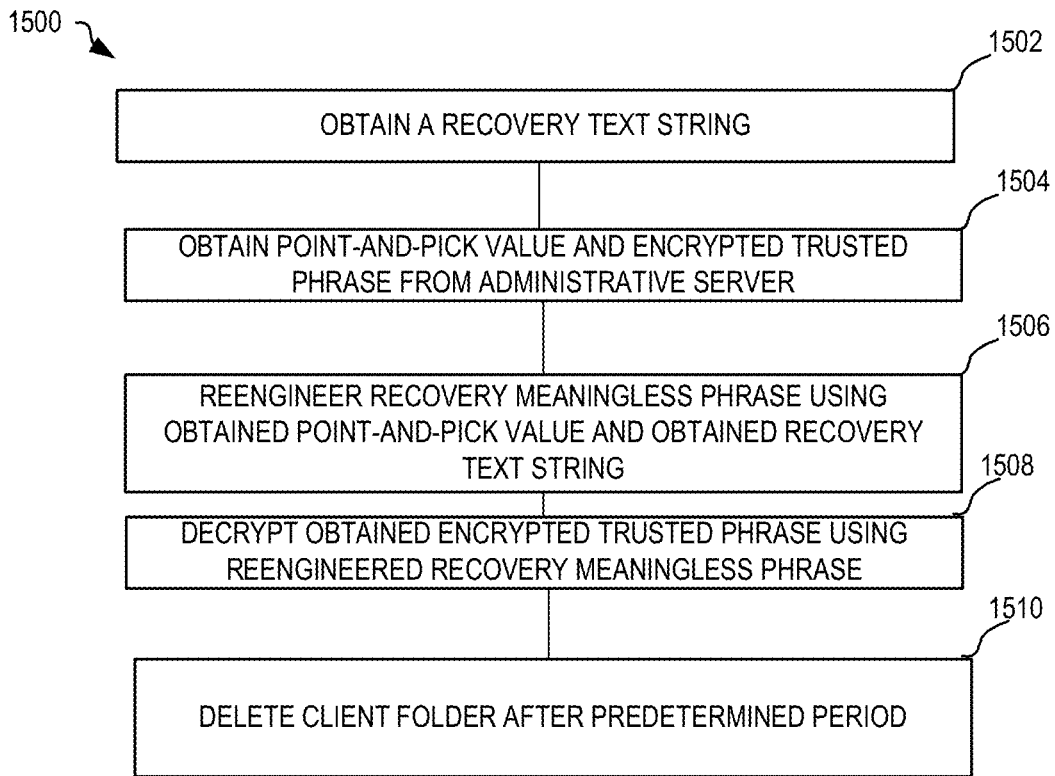 1500
1502
OBTAIN A RECOVERY TEXT STRING
1504
OBTAIN POINT-AND-PICK VALUE AND ENCRYPTED TRUSTED
PHRASE FROM ADMINISTRATIVE SERVER
1506
REENGINEER RECOVERY MEANINGLESS PHRASE USING
OBTAINED POINT-AND-PICK VALUE AND OBTAINED RECOVERY
TEXT STRING
1508
DECRYPT OBTAINED ENCRYPTED TRUSTED PHRASE USING
REENGINEERED RECOVERY MEANINGLESS PHRASE
1510
DELETE CLIENT FOLDER AFTER PREDETERMINED PERIOD